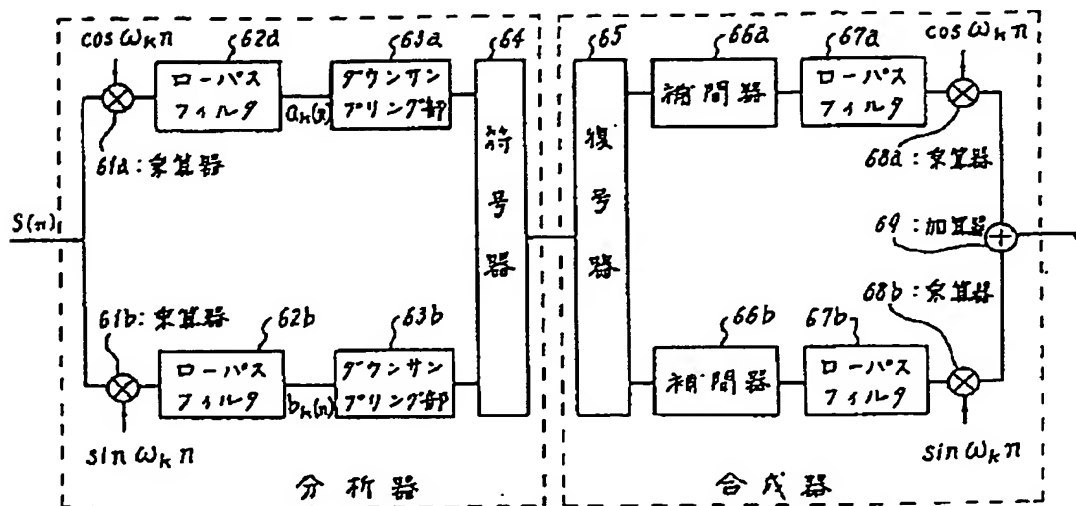 cos ωₖ n
62a
63a
64
ローパス
フィルタ
aₖ(n)
ダウンサン
プリング部
61a:乗算器
符号器
S(n)
61b:乗算器
62b
63b
ローパス
フィルタ
bₖ(n)
ダウンサン
プリング部
sin ωₖ n
分析器
65
66a
67a
cos ωₖ n
復号器
補間器
ローパス
フィルタ
68a:乗算器
69:加算器
68b:乗算器
66b
67b
補間器
ローパス
フィルタ
sin ωₖ n
合成器